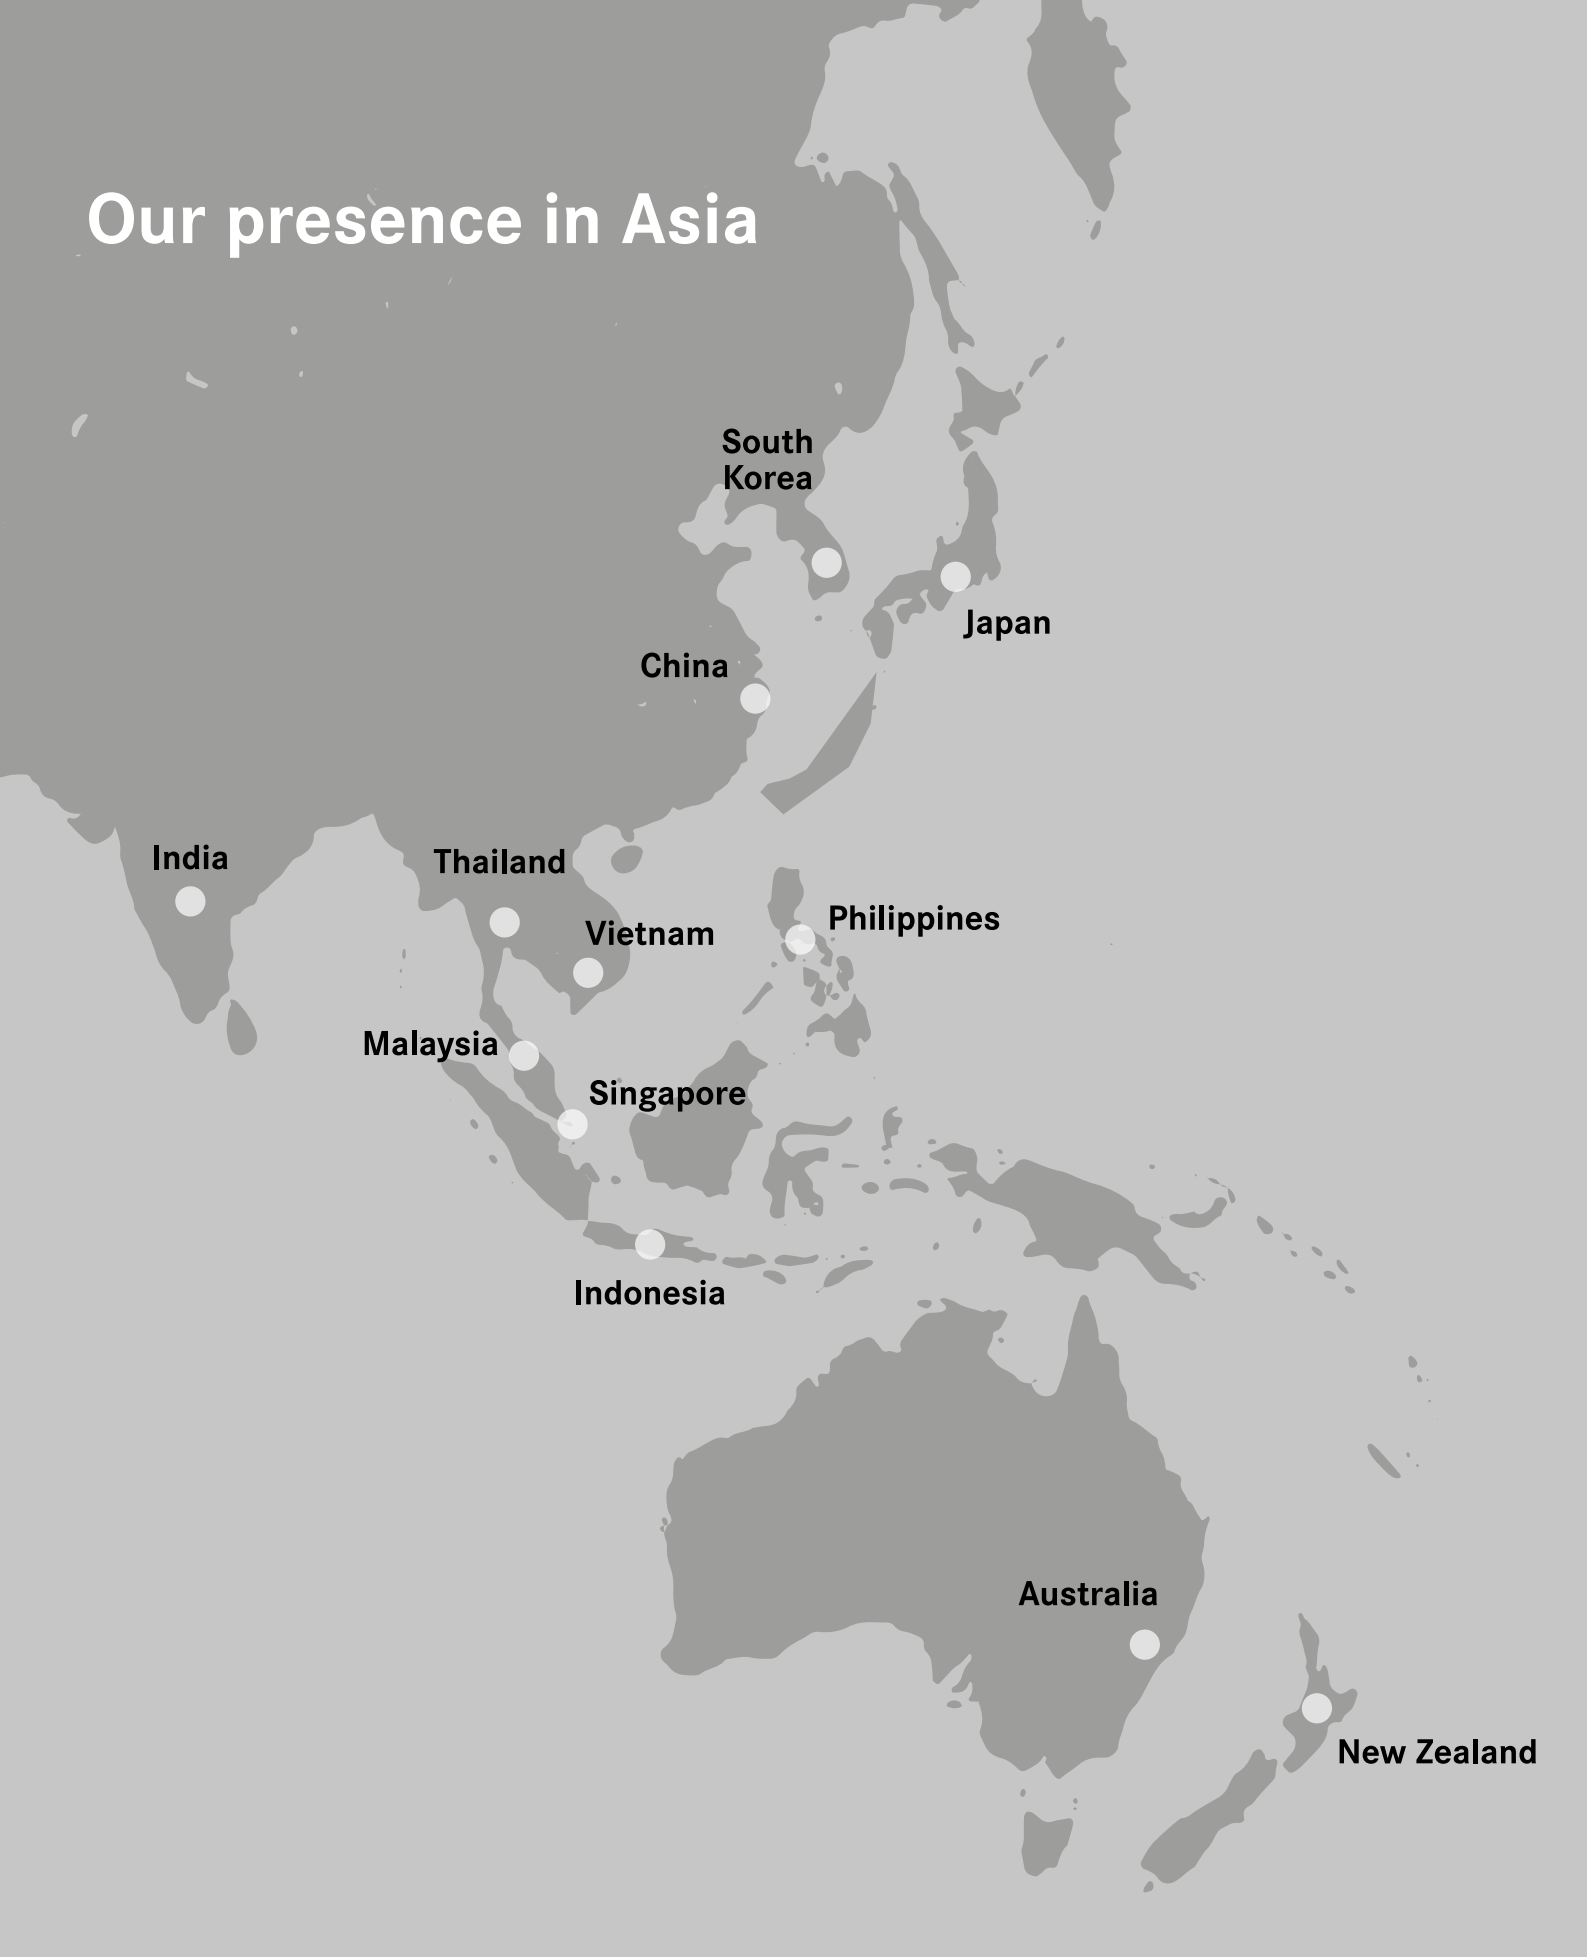 Our presence in Asia
South
Korea
Japan
China
India
Thailand
Philippines
Vietnam
Malaysia
Singapore
Indonesia
Australia
New Zealand